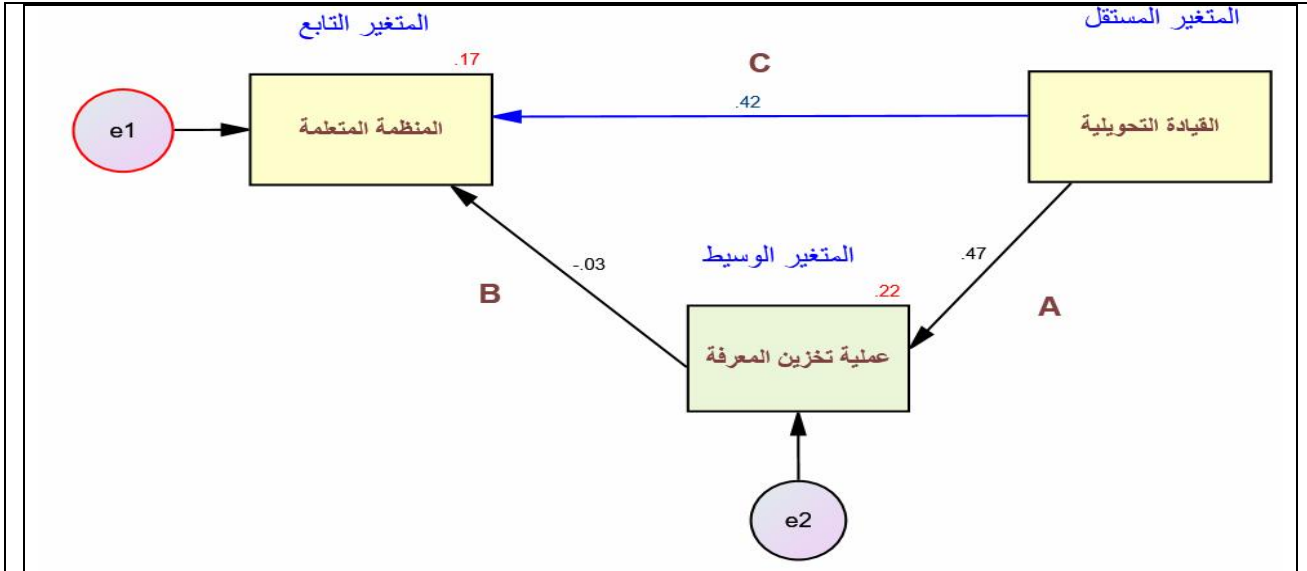 المتغير المستقل
المتغير التابع
.17
C
.42
القيادة التحويلية
المنظمة المتعلمة
e1
المتغير الوسيط
.47
-.03
A
B
.22
عملية تخزين المعرفة
e2